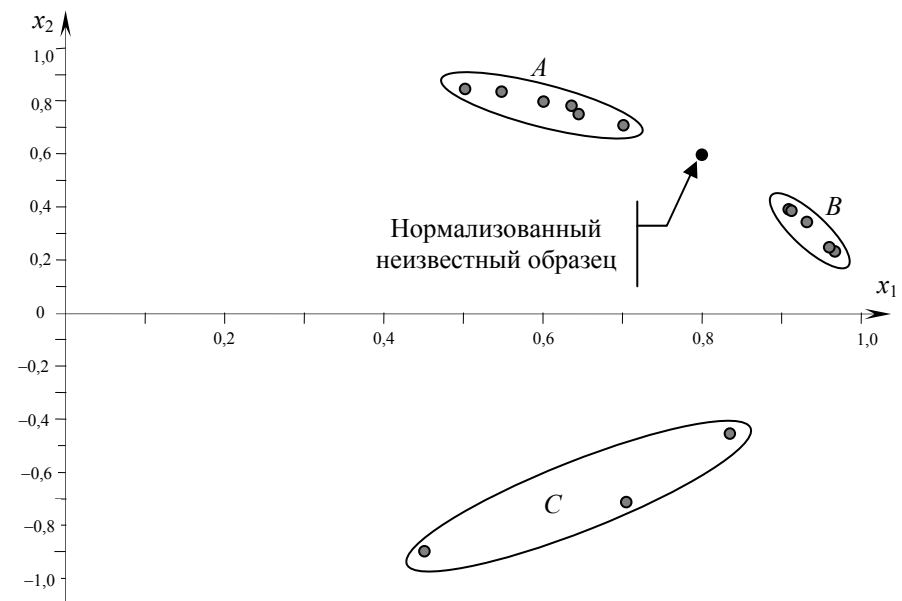 x₂
1,0
A
0,8
0,6
0,4
B
Нормализованный
неизвестный образец
0,2
x₁
0
0,2
0,4
0,6
0,8
1,0
–0,2
–0,4
–0,6
C
–0,8
–1,0